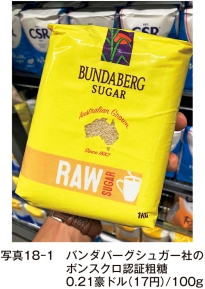 CSR
BUNDABERG
SUGAR
Australian Grown
Since 1882
RAW
SUGAR
1KG
写真18-1 バンダバーグシュガー社の
ボンスクロ認証粗糖
0.21豪ドル(17円)/100g